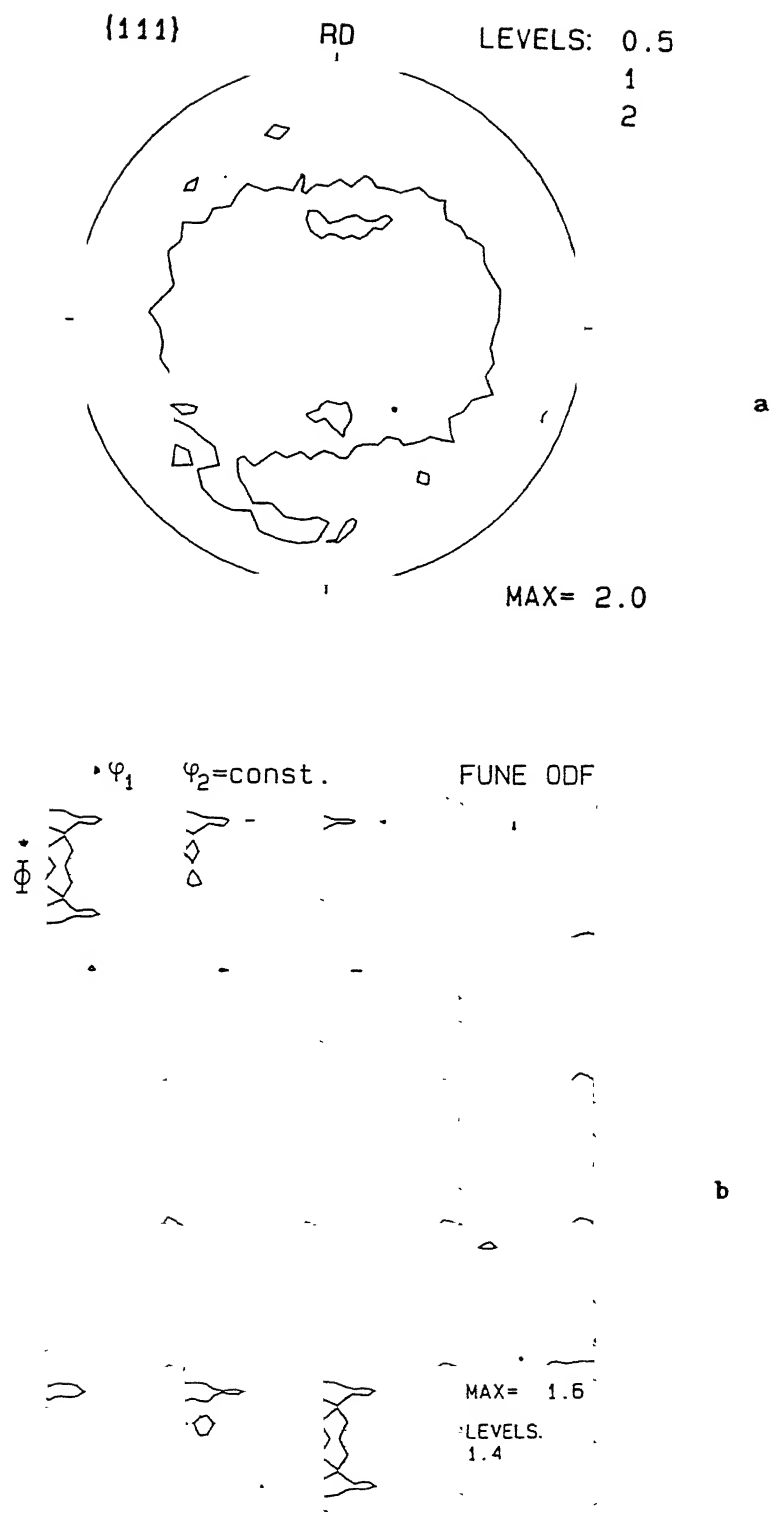 {111} RD LEVELS: 0.5
1
2
a
MAX= 2.0
φ₁ φ₂=const. FUNE ODF
Φ
b
MAX= 1.6
LEVELS.
1.4